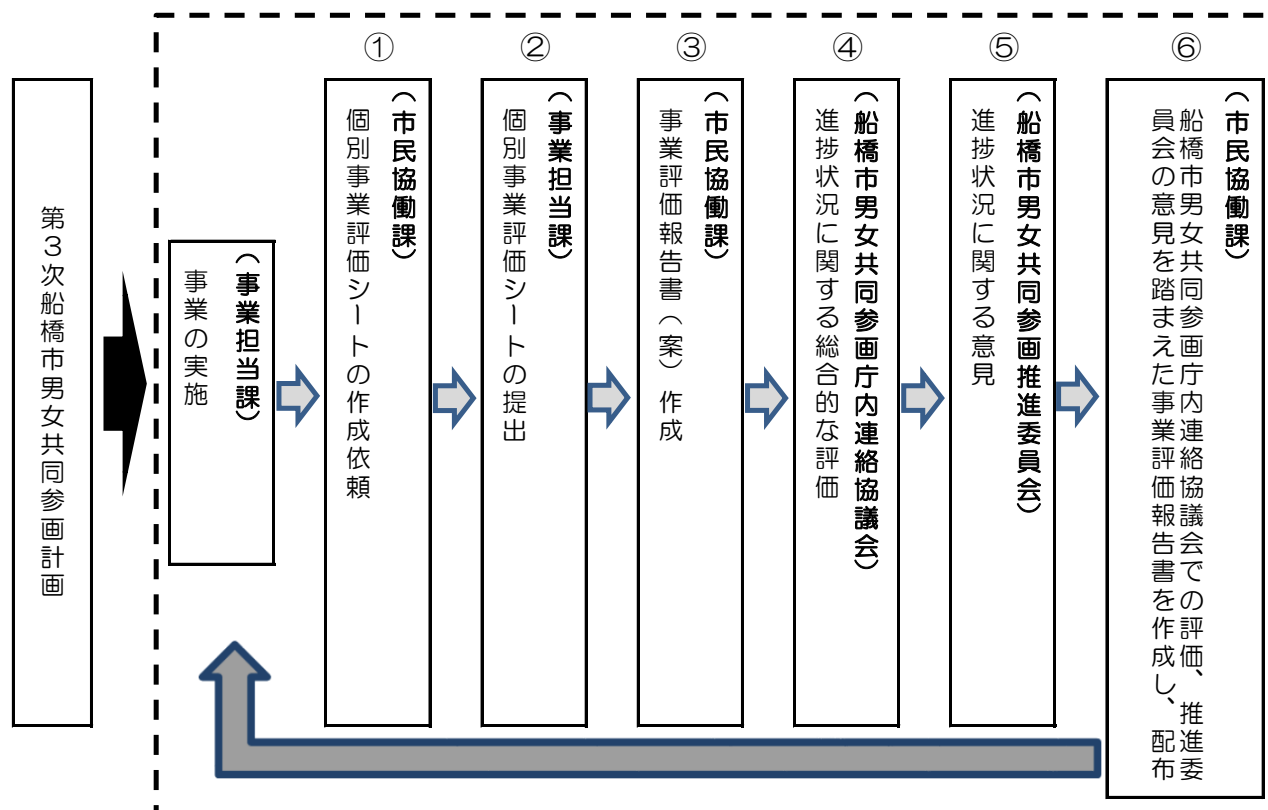 第3次船橋市男女共同参画計画
（事業担当課）
事業の実施
①
（市民協働課）
個別事業評価シートの作成依頼
②
（事業担当課）
個別事業評価シートの提出
③
（市民協働課）
事業評価報告書（案）作成
④
（船橋市男女共同参画庁内連絡協議会）
進捗状況に関する総合的な評価
⑤
（船橋市男女共同参画推進委員会）
進捗状況に関する意見
⑥
（市民協働課）
船橋市男女共同参画庁内連絡協議会での評価、推進委
員会の意見を踏まえた事業評価報告書を作成し、配布